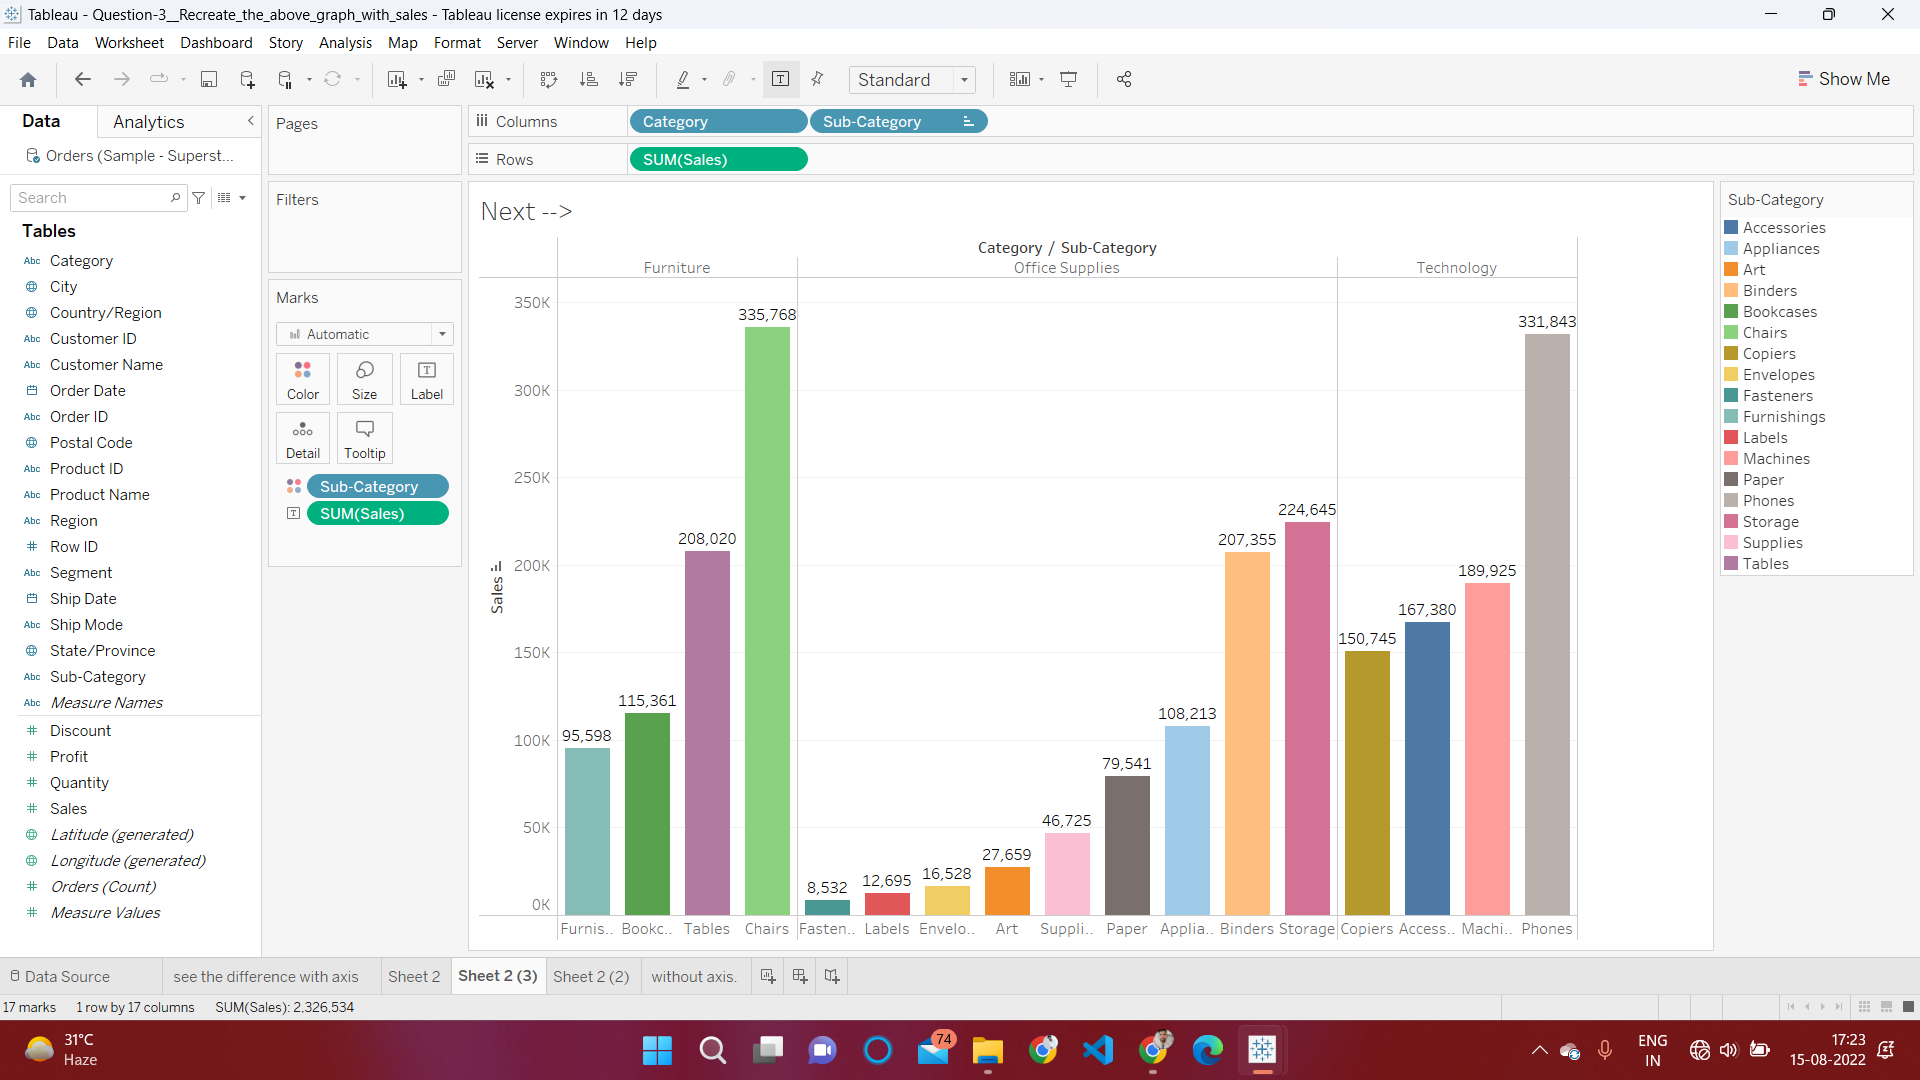 Tableau - Question-3__Recreate_the_above_graph_with_sales - Tableau license expires in 12 days
File Data Worksheet Dashboard Story Analysis Map Format Server Window Help
Standard
Show Me
Data Analytics
Orders (Sample - Superst...
Search
Tables
Abc Category
City
Country/Region
Abc Customer ID
Abc Customer Name
Order Date
Abc Order ID
Postal Code
Abc Product ID
Abc Product Name
Abc Region
# Row ID
Abc Segment
Ship Date
Abc Ship Mode
State/Province
Abc Sub-Category
Abc Measure Names
# Discount
# Profit
# Quantity
# Sales
Latitude (generated)
Longitude (generated)
# Orders (Count)
# Measure Values
Pages
Filters
Marks
Automatic
Color Size Label
Detail Tooltip
Sub-Category
SUM(Sales)
Columns Category Sub-Category
Rows SUM(Sales)
Next -->
Category / Sub-Category
Furniture Office Supplies Technology
Sales
350K
300K
250K
200K
150K
100K
50K
0K
95,598 115,361 208,020 335,768 8,532 12,695 16,528 27,659 46,725 79,541 108,213 207,355 224,645 150,745 167,380 189,925 331,843
Furnis.. Bookc.. Tables Chairs Fasten.. Labels Envelo.. Art Suppli.. Paper Applia.. Binders Storage Copiers Access.. Machi.. Phones
Sub-Category
Accessories
Appliances
Art
Binders
Bookcases
Chairs
Copiers
Envelopes
Fasteners
Furnishings
Labels
Machines
Paper
Phones
Storage
Supplies
Tables
Data Source see the difference with axis Sheet 2 Sheet 2 (3) Sheet 2 (2) without axis.
17 marks 1 row by 17 columns SUM(Sales): 2,326,534
31°C
Haze
74
ENG
IN
17:23
15-08-2022